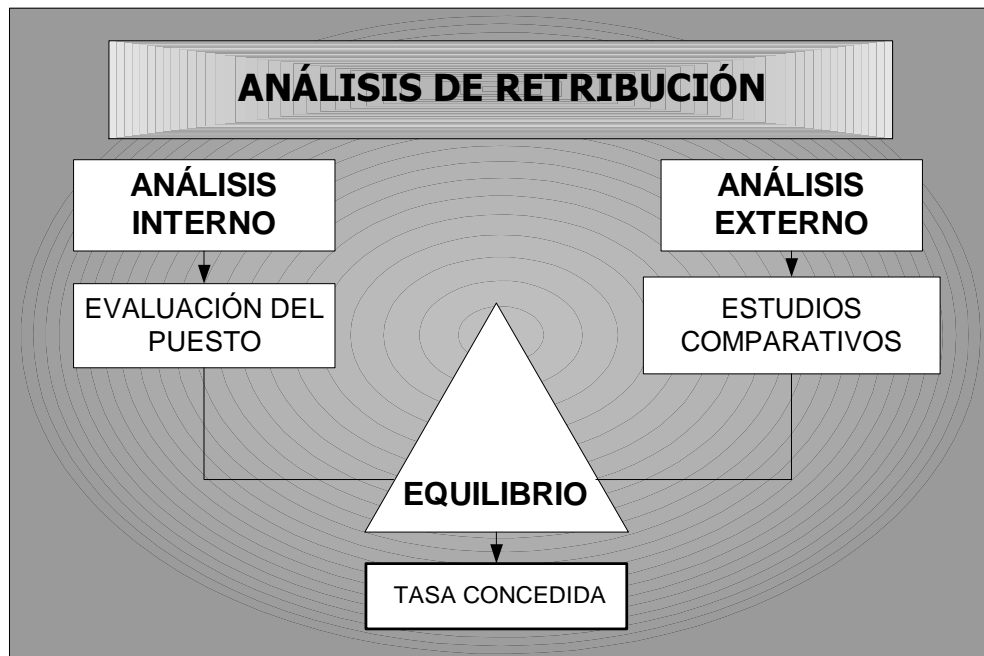 ANÁLISIS DE RETRIBUCIÓN
ANÁLISIS
INTERNO
EVALUACIÓN DEL
PUESTO
ANÁLISIS
EXTERNO
ESTUDIOS
COMPARATIVOS
EQUILIBRIO
TASA CONCEDIDA